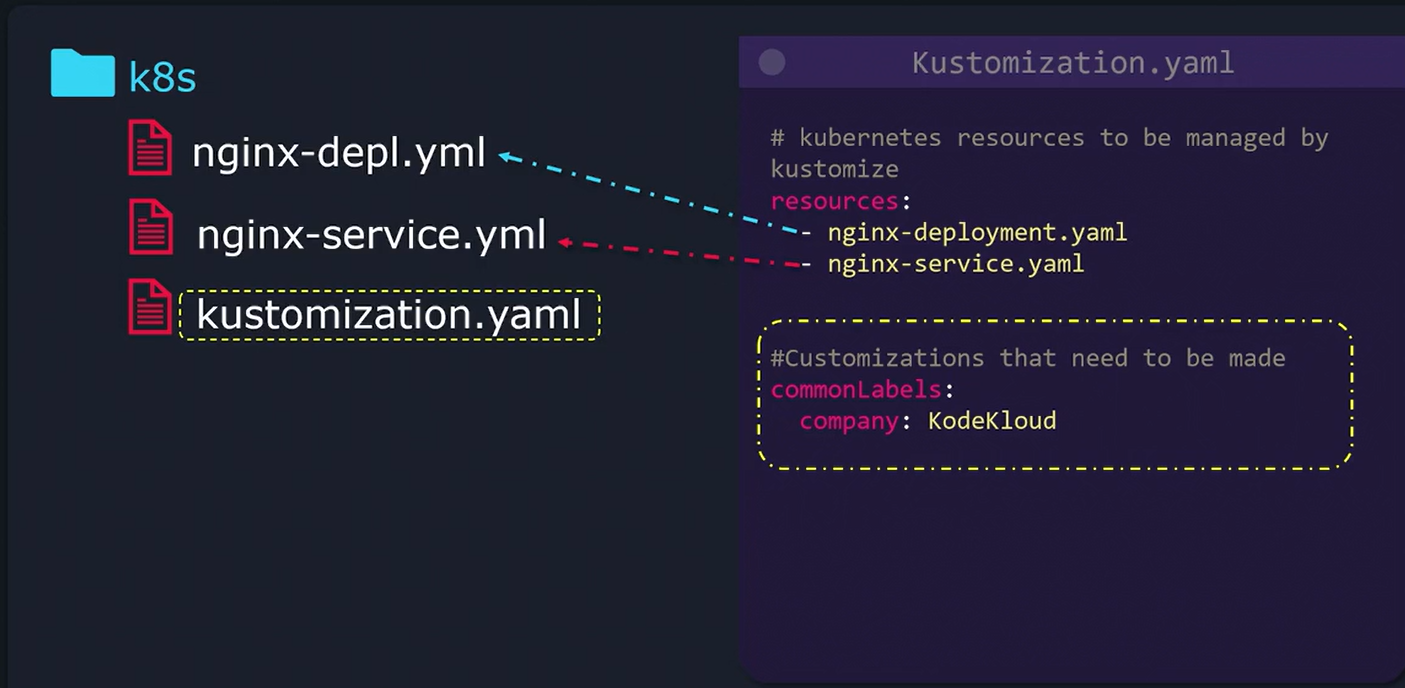 k8s
nginx-depl.yml
nginx-service.yml
kustomization.yaml
Kustomization.yaml
# kubernetes resources to be managed by
kustomize
resources:
- nginx-deployment.yaml
- nginx-service.yaml
#Customizations that need to be made
commonLabels:
company: KodeKloud